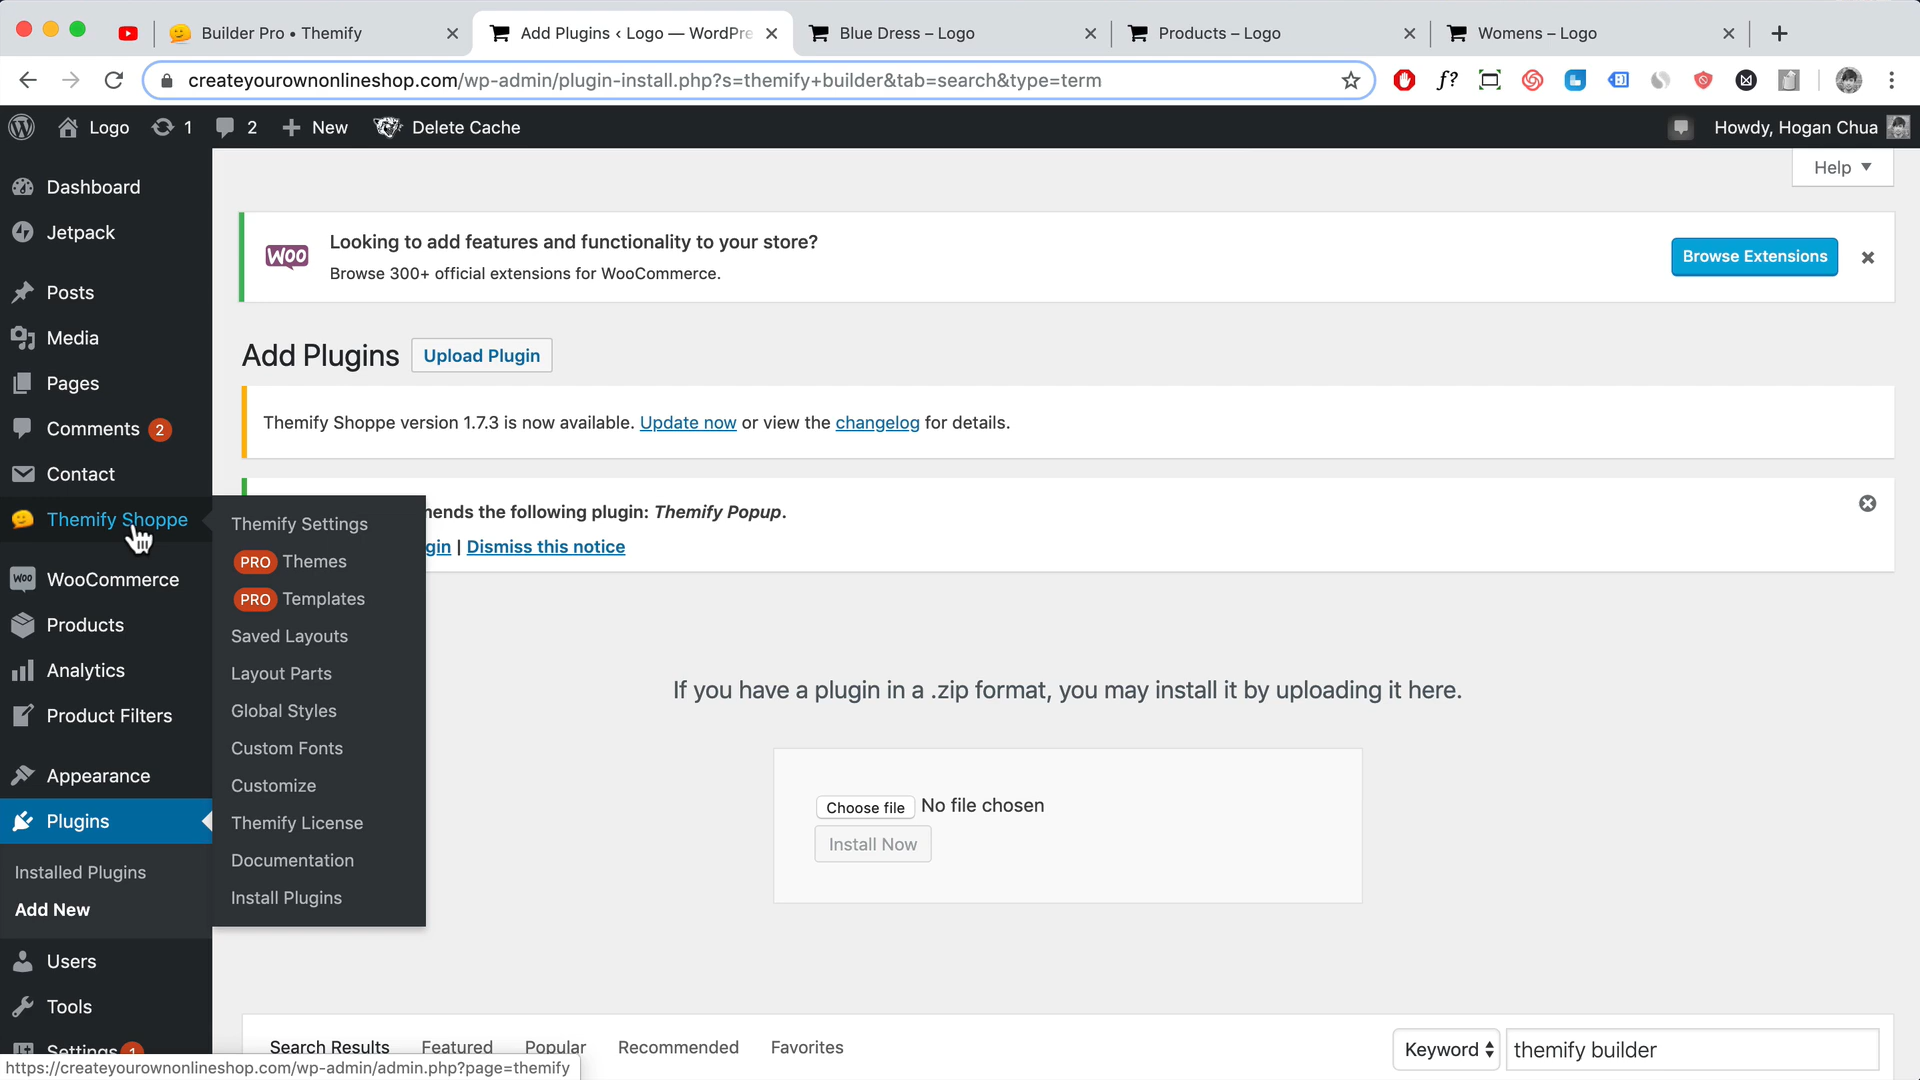 Builder Pro • Themify
Add Plugins ‹ Logo — WordPre
Blue Dress – Logo
Products – Logo
Womens – Logo
createyourownonlineshop.com/wp-admin/plugin-install.php?s=themify+builder&tab=search&type=term
f?
Logo
1
2
New
Delete Cache
Howdy, Hogan Chua
Help
Dashboard
Jetpack
Posts
Media
Pages
Comments 2
Contact
Themify Shoppe
WooCommerce
Products
Analytics
Product Filters
Appearance
Plugins
Installed Plugins
Add New
Users
Tools
Settings 1
Themify Settings
PRO Themes
PRO Templates
Saved Layouts
Layout Parts
Global Styles
Custom Fonts
Customize
Themify License
Documentation
Install Plugins
WOO
Looking to add features and functionality to your store?
Browse 300+ official extensions for WooCommerce.
Browse Extensions
Add Plugins
Upload Plugin
Themify Shoppe version 1.7.3 is now available. Update now or view the changelog for details.
ends the following plugin: Themify Popup.
gin | Dismiss this notice
If you have a plugin in a .zip format, you may install it by uploading it here.
Choose file No file chosen
Install Now
Search Results
Featured
Popular
Recommended
Favorites
Keyword
themify builder
https://createyourownonlineshop.com/wp-admin/admin.php?page=themify